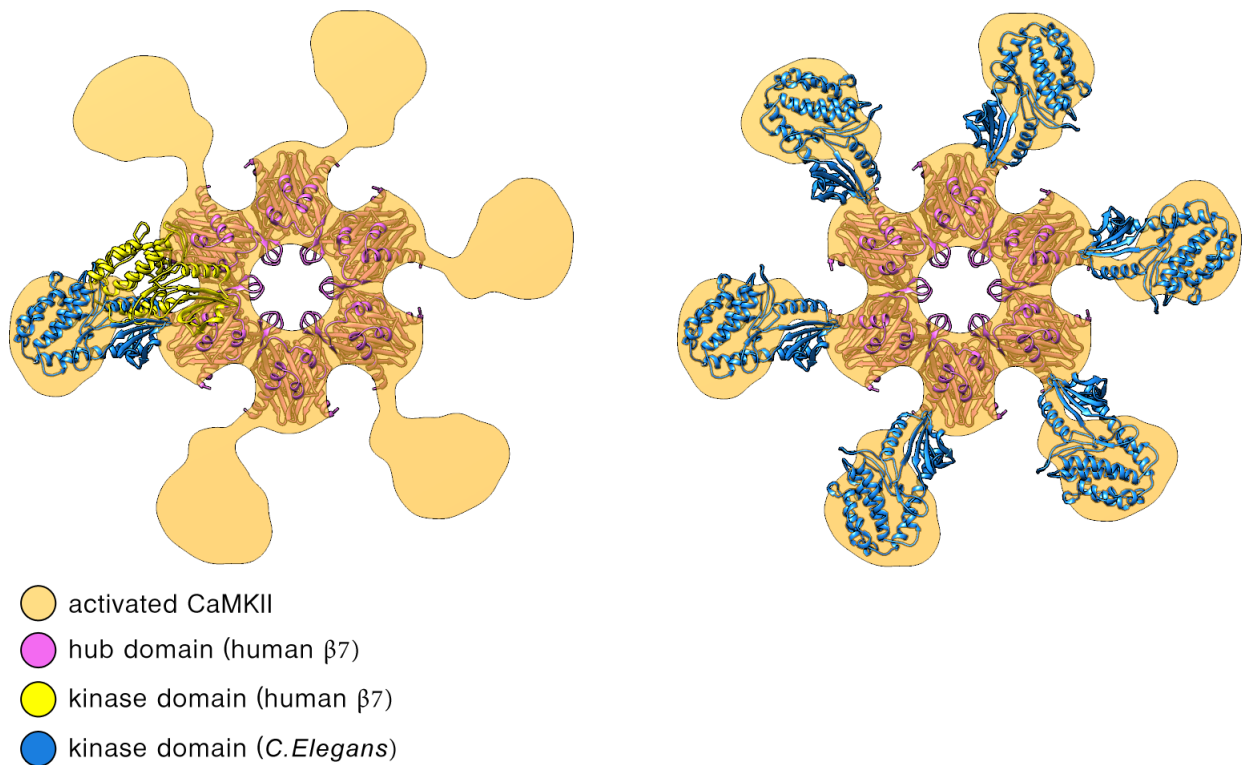 activated CaMKII
hub domain (human β7)
kinase domain (human β7)
kinase domain (C.Elegans)